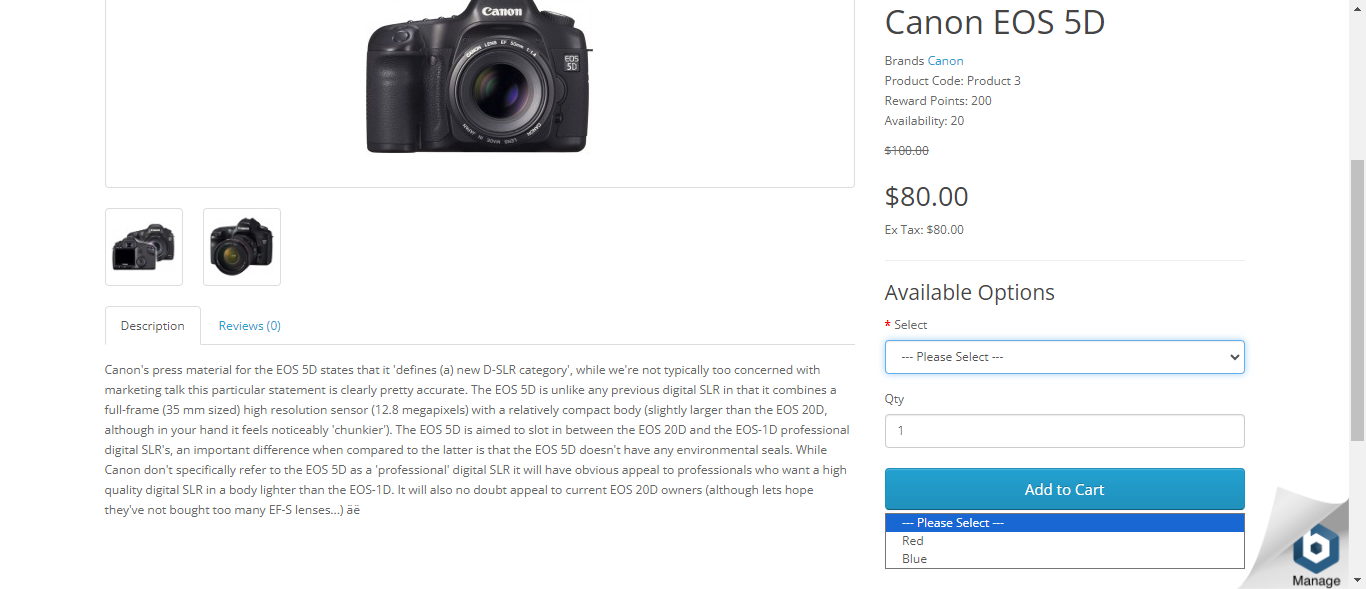 Canon
CANON LENS EF 50mm 1:1.4
EOS
5D
Description
Reviews (0)
Canon's press material for the EOS 5D states that it 'defines (a) new D-SLR category', while we're not typically too concerned with
marketing talk this particular statement is clearly pretty accurate. The EOS 5D is unlike any previous digital SLR in that it combines a
full-frame (35 mm sized) high resolution sensor (12.8 megapixels) with a relatively compact body (slightly larger than the EOS 20D,
although in your hand it feels noticeably 'chunkier'). The EOS 5D is aimed to slot in between the EOS 20D and the EOS-1D professional
digital SLR's, an important difference when compared to the latter is that the EOS 5D doesn't have any environmental seals. While
Canon don't specifically refer to the EOS 5D as a 'professional' digital SLR it will have obvious appeal to professionals who want a high
quality digital SLR in a body lighter than the EOS-1D. It will also no doubt appeal to current EOS 20D owners (although lets hope
they've not bought too many EF-S lenses...) äë
Canon EOS 5D
Brands Canon
Product Code: Product 3
Reward Points: 200
Availability: 20
$100.00
$80.00
Ex Tax: $80.00
Available Options
* Select
--- Please Select ---
Qty
1
Add to Cart
--- Please Select ---
Red
Blue
Manage